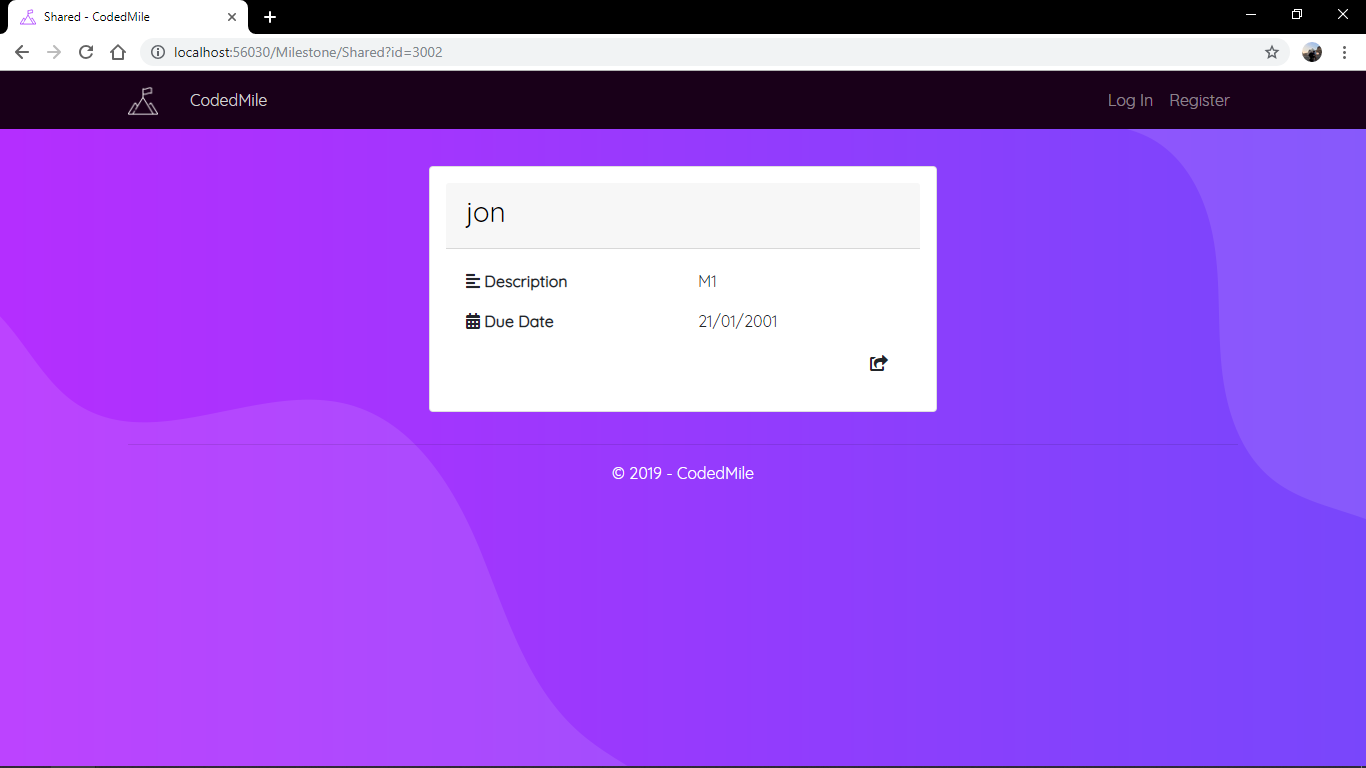 Shared - CodedMile
localhost:56030/Milestone/Shared?id=3002
CodedMile
Log In Register
jon
Description M1
Due Date 21/01/2001
© 2019 - CodedMile